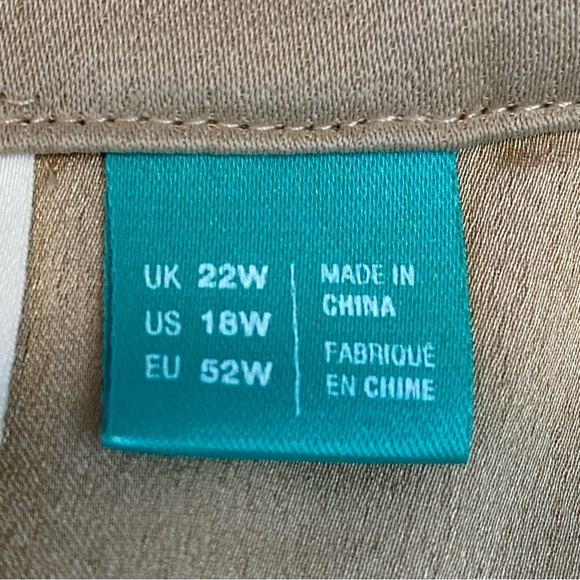 UK 22W
US 18W
EU 52W
MADE IN
CHINA
FABRIQUÉ
EN CHINE